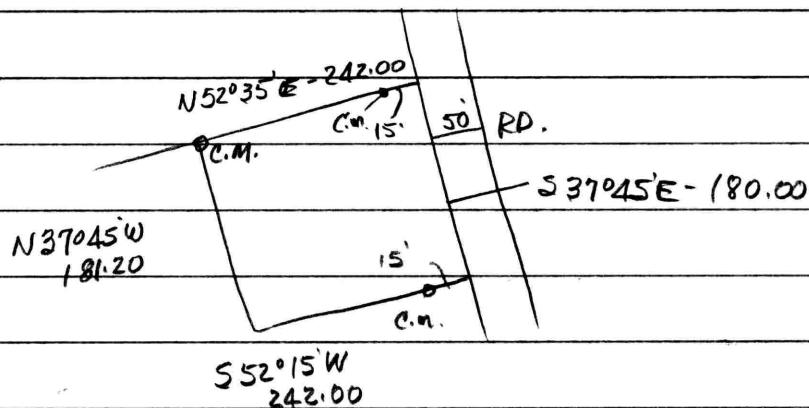 N52°35'E - 242.00
C.M. 15'
50' RD.
C.M.
S 37°45'E - 180.00
N37°45'W
181.20
15'
C.M.
S52°15'W
242.00